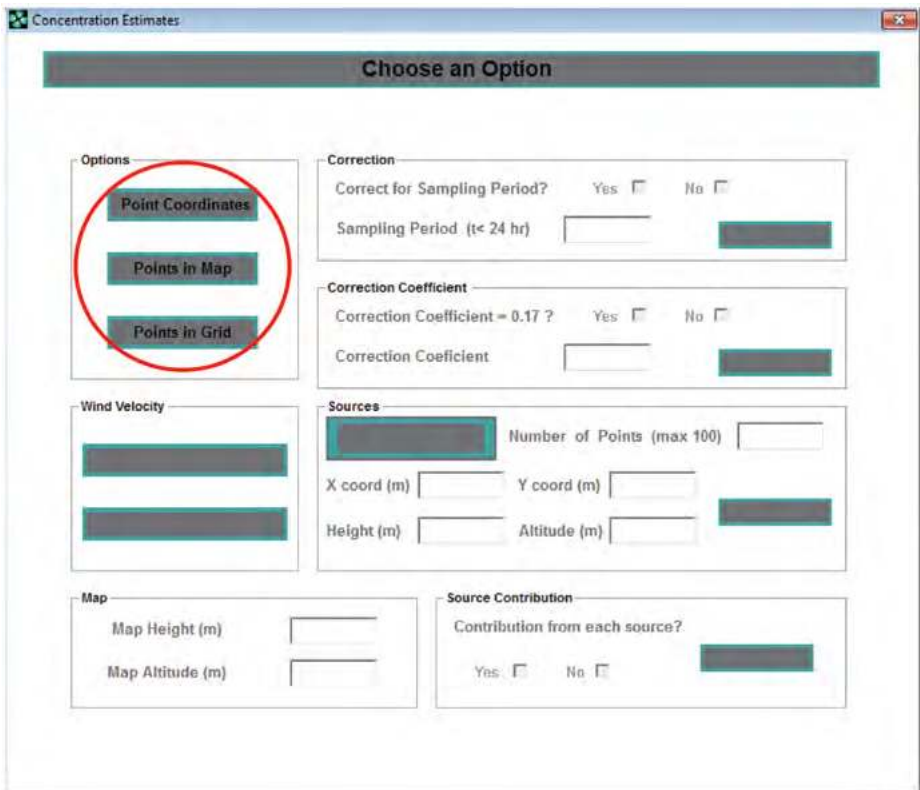 Concentration Estimates
Choose an Option
Options
Point Coordinates
Points in Map
Points in Grid
Correction
Correct for Sampling Period? Yes No
Sampling Period (t< 24 hr)
Correction Coefficient
Correction Coefficient = 0.17 ? Yes No
Correction Coeficient
Wind Velocity
Sources
Number of Points (max 100)
X coord (m) Y coord (m)
Height (m) Altitude (m)
Map
Map Height (m)
Map Altitude (m)
Source Contribution
Contribution from each source?
Yes No